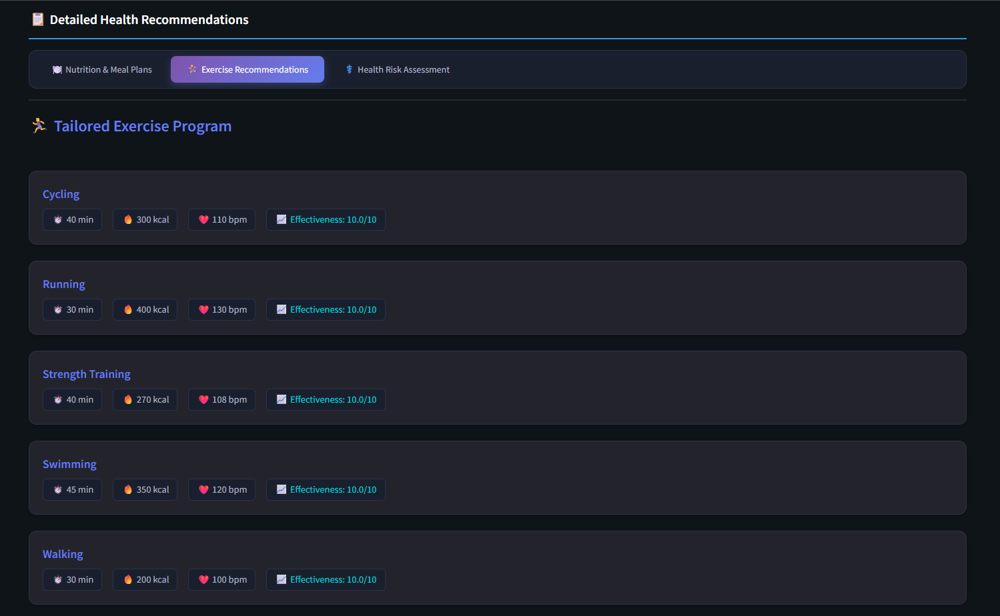 Detailed Health Recommendations
Nutrition & Meal Plans
Exercise Recommendations
Health Risk Assessment
Tailored Exercise Program
Cycling
40 min 300 kcal 110 bpm Effectiveness: 10.0/10
Running
30 min 400 kcal 130 bpm Effectiveness: 10.0/10
Strength Training
40 min 270 kcal 108 bpm Effectiveness: 10.0/10
Swimming
45 min 350 kcal 120 bpm Effectiveness: 10.0/10
Walking
30 min 200 kcal 100 bpm Effectiveness: 10.0/10